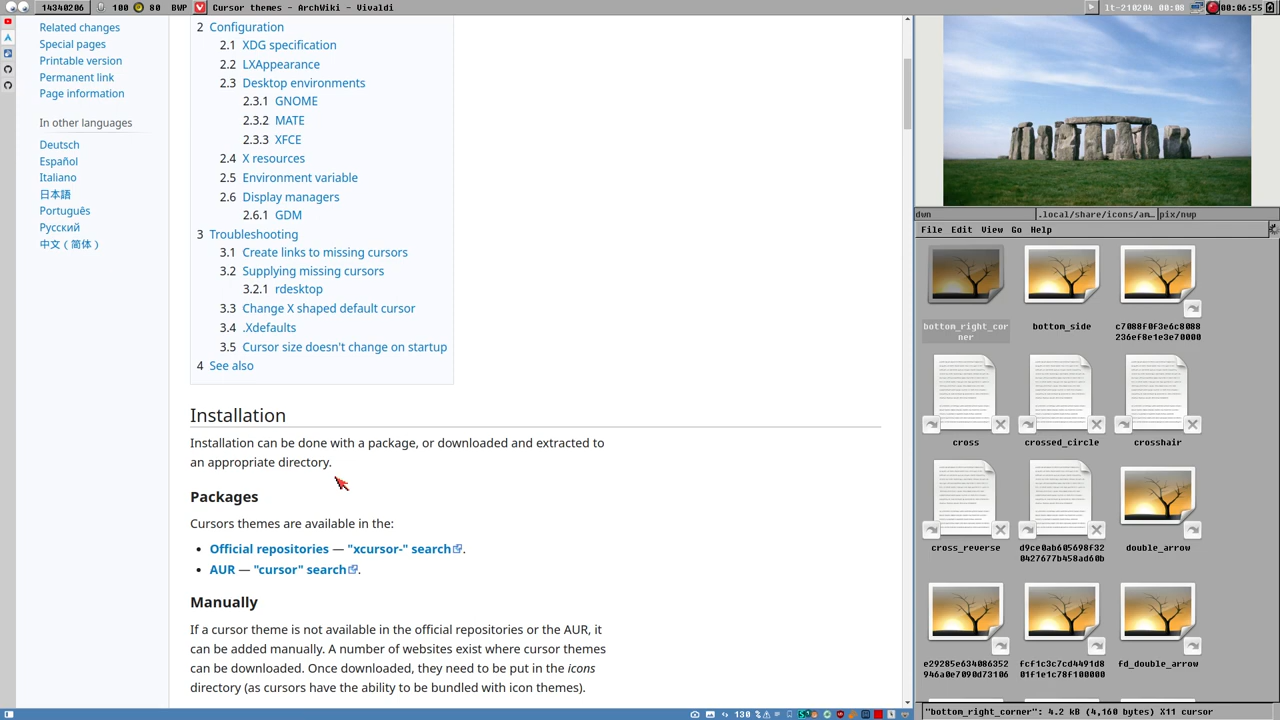 14340206 100 80 BWP Cursor themes - ArchWiki - Vivaldi
lt-210204 00:08 00:06:55
Related changes
Special pages
Printable version
Permanent link
Page information
In other languages
Deutsch
Español
Italiano
日本語
Português
Русский
中文（简体）
2 Configuration
2.1 XDG specification
2.2 LXAppearance
2.3 Desktop environments
2.3.1 GNOME
2.3.2 MATE
2.3.3 XFCE
2.4 X resources
2.5 Environment variable
2.6 Display managers
2.6.1 GDM
3 Troubleshooting
3.1 Create links to missing cursors
3.2 Supplying missing cursors
3.2.1 rdesktop
3.3 Change X shaped default cursor
3.4 .Xdefaults
3.5 Cursor size doesn't change on startup
4 See also
Installation
Installation can be done with a package, or downloaded and extracted to
an appropriate directory.
Packages
Cursors themes are available in the:
• Official repositories — "xcursor-" search.
• AUR — "cursor" search.
Manually
If a cursor theme is not available in the official repositories or the AUR, it
can be added manually. A number of websites exist where cursor themes
can be downloaded. Once downloaded, they need to be put in the icons
directory (as cursors have the ability to be bundled with icon themes).
dwn .local/share/icons/am… pix/nwp
File Edit View Go Help
bottom_right_cor
ner
bottom_side
c7088f0f3e6c8088
236ef8e1e3e70000
cross
crossed_circle
crosshair
cross_reverse
d9ce0ab605698f32
0427677b458ad60b
double_arrow
e29285e634086352
946a0e7090d73106
fcf1c3c7cd4491d8
01f1e1c78f100000
fd_double_arrow
"bottom_right_corner": 4.2 kB (4,160 bytes) X11 cursor
130